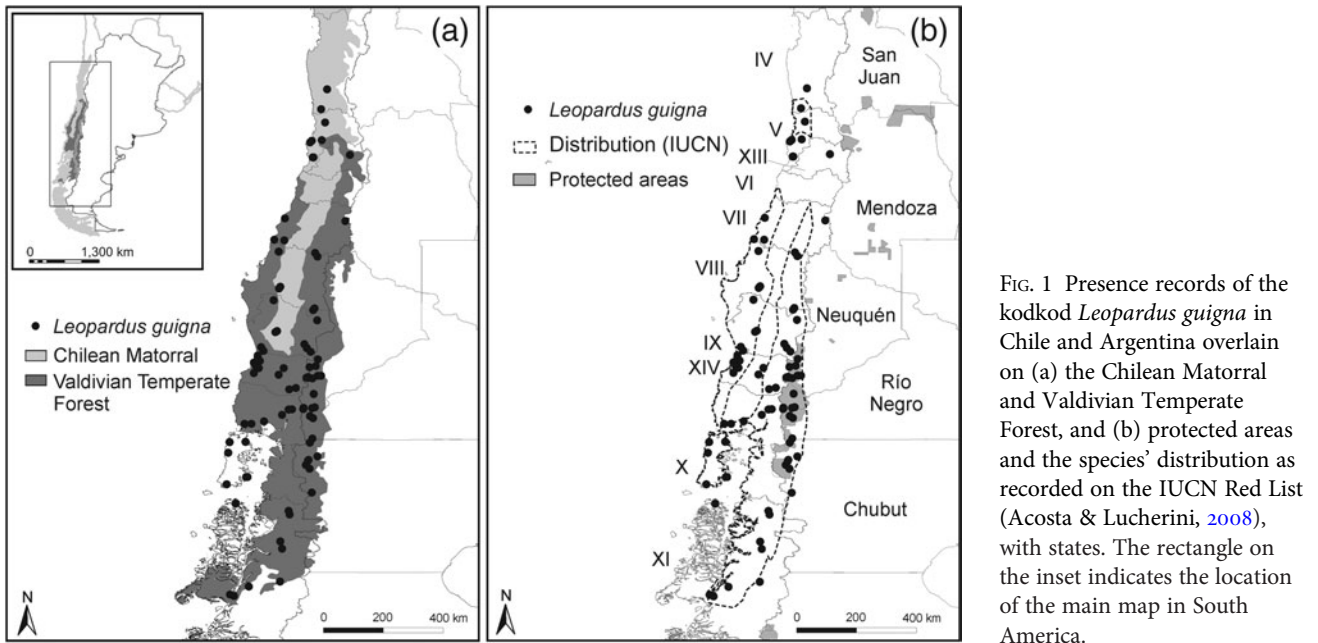 (a)
0 1,300 km
Leopardus guigna
Chilean Matorral
Valdivian Temperate
Forest
N
0 200 400 km
(b)
IV
San
Juan
Leopardus guigna
V
Distribution (IUCN)
XIII
Protected areas
VI
Mendoza
VII
VIII
Neuquén
IX
XIV
Río
Negro
X
Chubut
XI
N
0 200 400 km
FIG. 1 Presence records of the
kodkod Leopardus guigna in
Chile and Argentina overlain
on (a) the Chilean Matorral
and Valdivian Temperate
Forest, and (b) protected areas
and the species' distribution as
recorded on the IUCN Red List
(Acosta & Lucherini, 2008),
with states. The rectangle on
the inset indicates the location
of the main map in South
America.